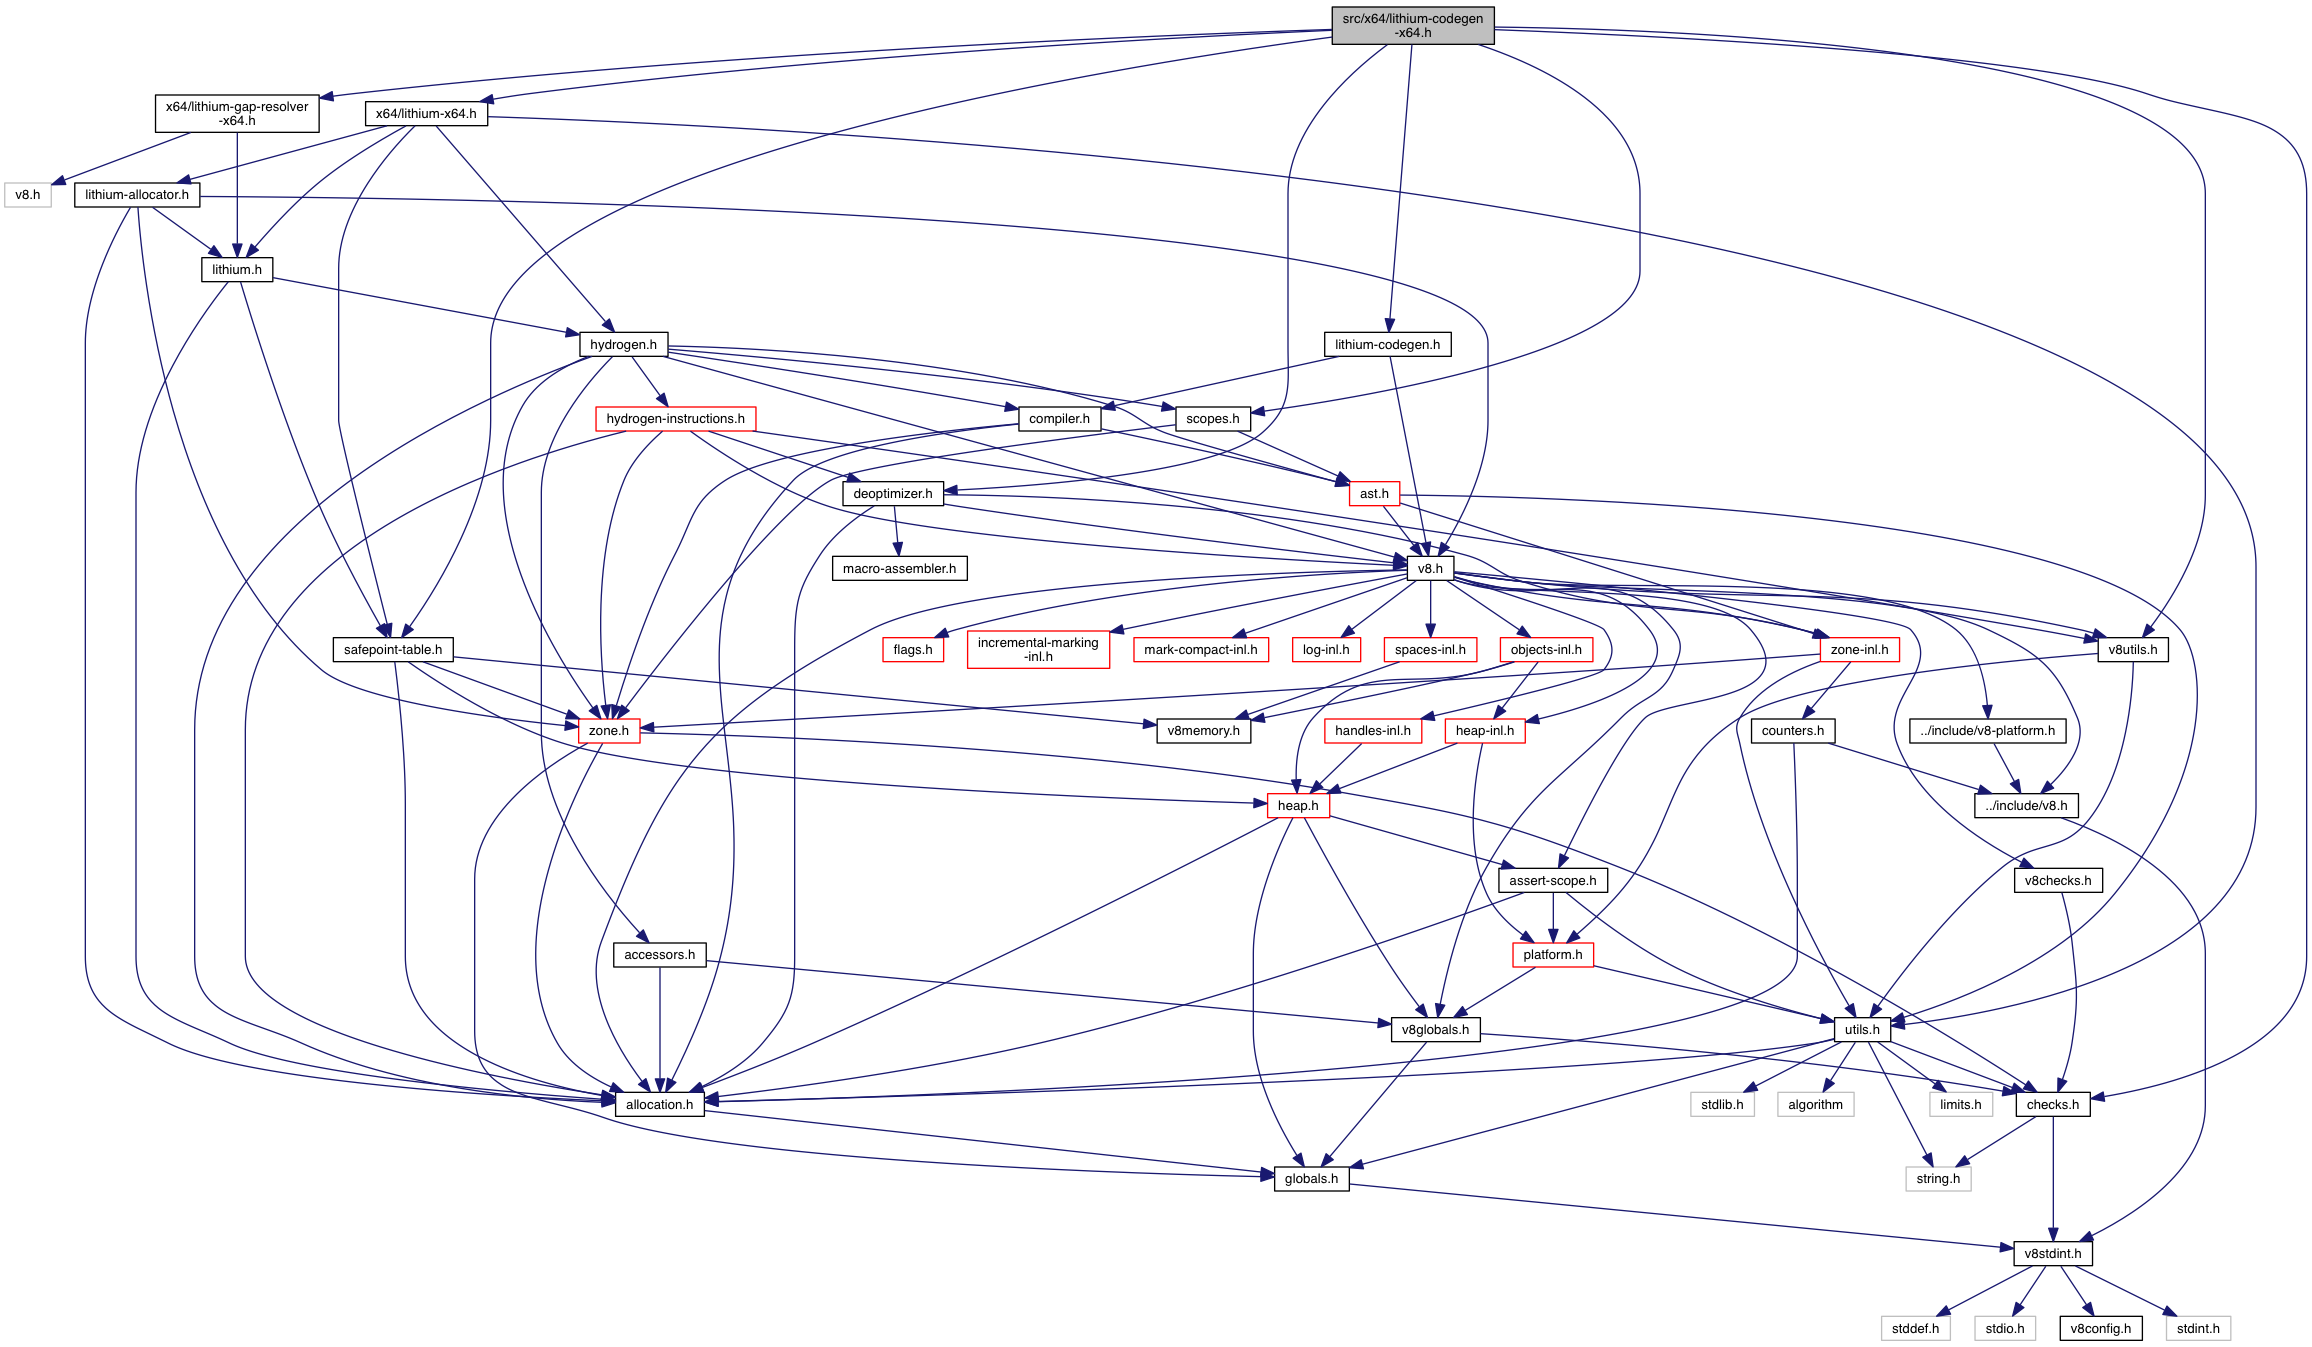 src/x64/lithium-codegen
-x64.h
x64/lithium-gap-resolver
-x64.h
x64/lithium-x64.h
v8.h
lithium-allocator.h
lithium.h
hydrogen.h
lithium-codegen.h
hydrogen-instructions.h
compiler.h
scopes.h
deoptimizer.h
ast.h
macro-assembler.h
v8.h
safepoint-table.h
flags.h
incremental-marking
-inl.h
mark-compact-inl.h
log-inl.h
spaces-inl.h
objects-inl.h
zone-inl.h
v8utils.h
zone.h
v8memory.h
handles-inl.h
heap-inl.h
counters.h
../include/v8-platform.h
heap.h
../include/v8.h
assert-scope.h
v8checks.h
accessors.h
platform.h
v8globals.h
utils.h
allocation.h
stdlib.h
algorithm
limits.h
checks.h
globals.h
string.h
v8stdint.h
stddef.h
stdio.h
v8config.h
stdint.h